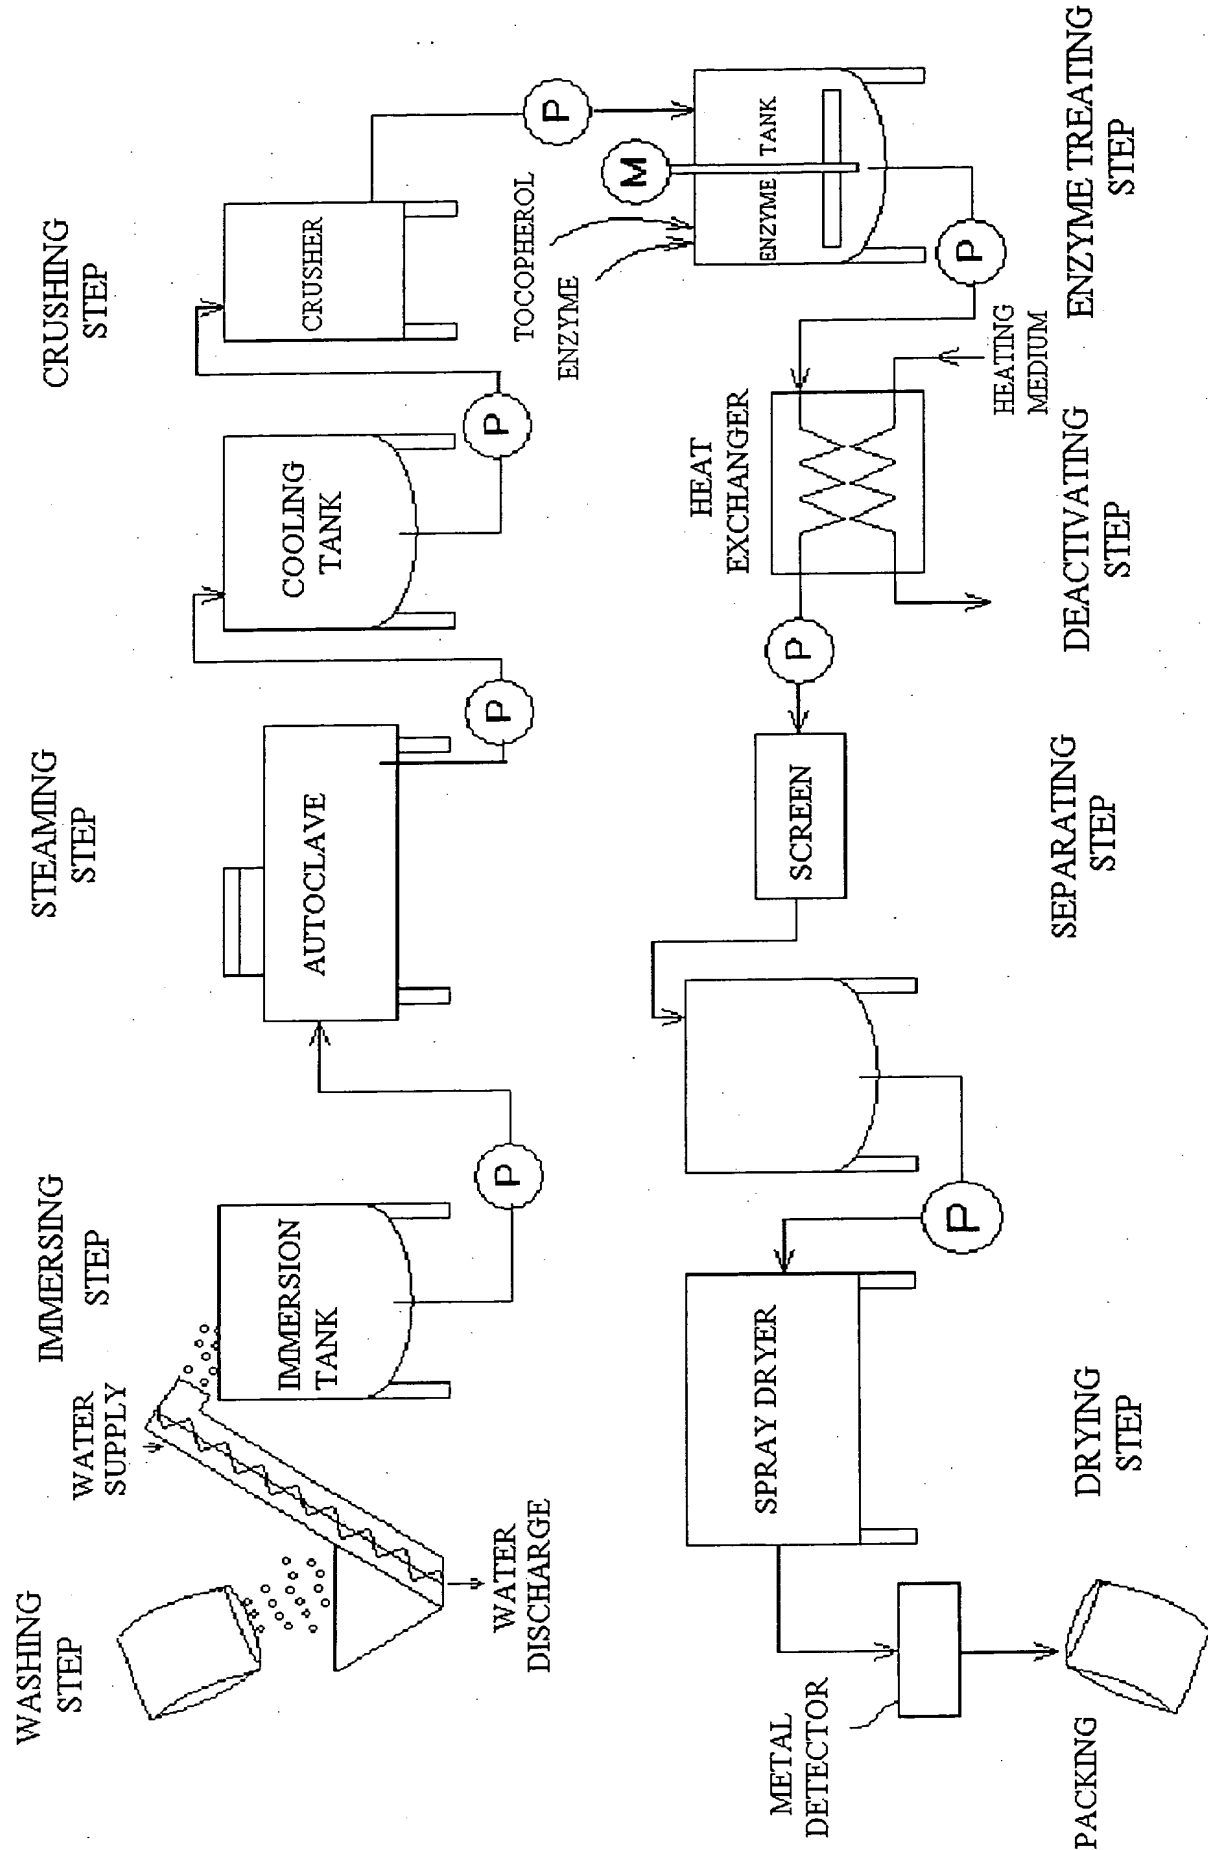 WASHING
STEP
IMMERSING
STEP
STEAMING
STEP
CRUSHING
STEP
WATER
SUPPLY
WATER
DISCHARGE
IMMERSION
TANK
P
AUTOCLAVE
P
COOLING
TANK
P
CRUSHER
P
TOCOPHEROL
ENZYME
M
ENZYME TANK
P
HEATING
MEDIUM
HEAT
EXCHANGER
P
SCREEN
P
SPRAY DRYER
METAL
DETECTOR
PACKING
DRYING
STEP
SEPARATING
STEP
DEACTIVATING
STEP
ENZYME TREATING
STEP